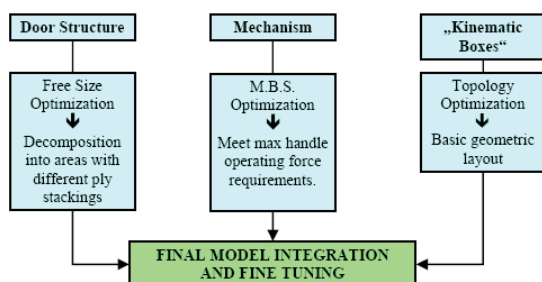 Door Structure
Free Size
Optimization
Decomposition
into areas with
different ply
stackings
Mechanism
M.B.S.
Optimization
Meet max handle
operating force
requirements.
„Kinematic
Boxes“
Topology
Optimization
Basic geometric
layout
FINAL MODEL INTEGRATION
AND FINE TUNING